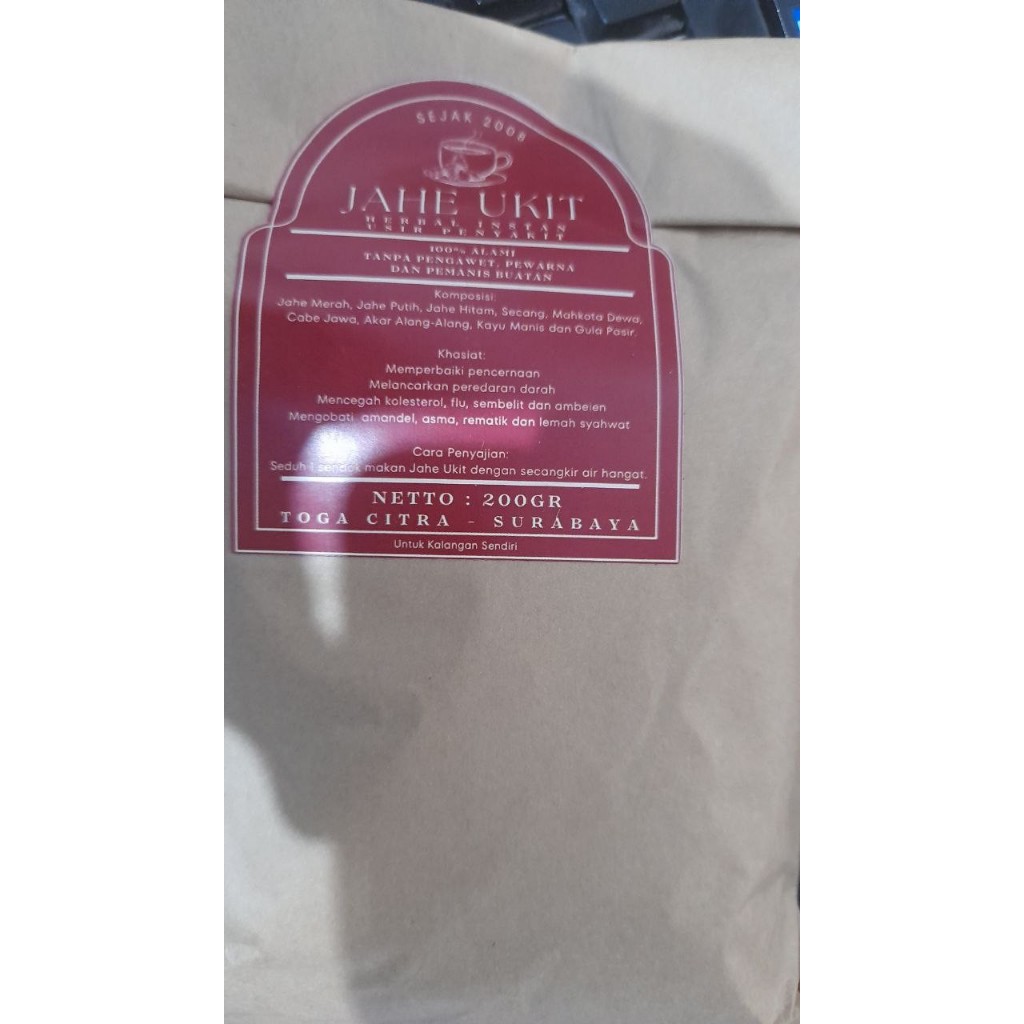 SEJAK 2008
JAHE UKIT
HERBAL INSTAN
USIR PENYAKIT
100% ALAMI
TANPA PENGAWET, PEWARNA
DAN PEMANIS BUATAN
Komposisi:
Jahe Merah, Jahe Putih, Jahe Hitam, Secang, Mahkota Dewa,
Cabe Jawa, Akar Alang-Alang, Kayu Manis dan Gula Pasir.
Khasiat:
Memperbaiki pencernaan
Melancarkan peredaran darah
Mencegah kolesterol, flu, sembelit dan ambeien
Mengobati amandel, asma, rematik dan lemah syahwat
Cara Penyajian:
Seduh 1 sendok makan Jahe Ukit dengan secangkir air hangat.
NETTO : 200GR
TOGA CITRA - SURABAYA
Untuk Kalangan Sendiri